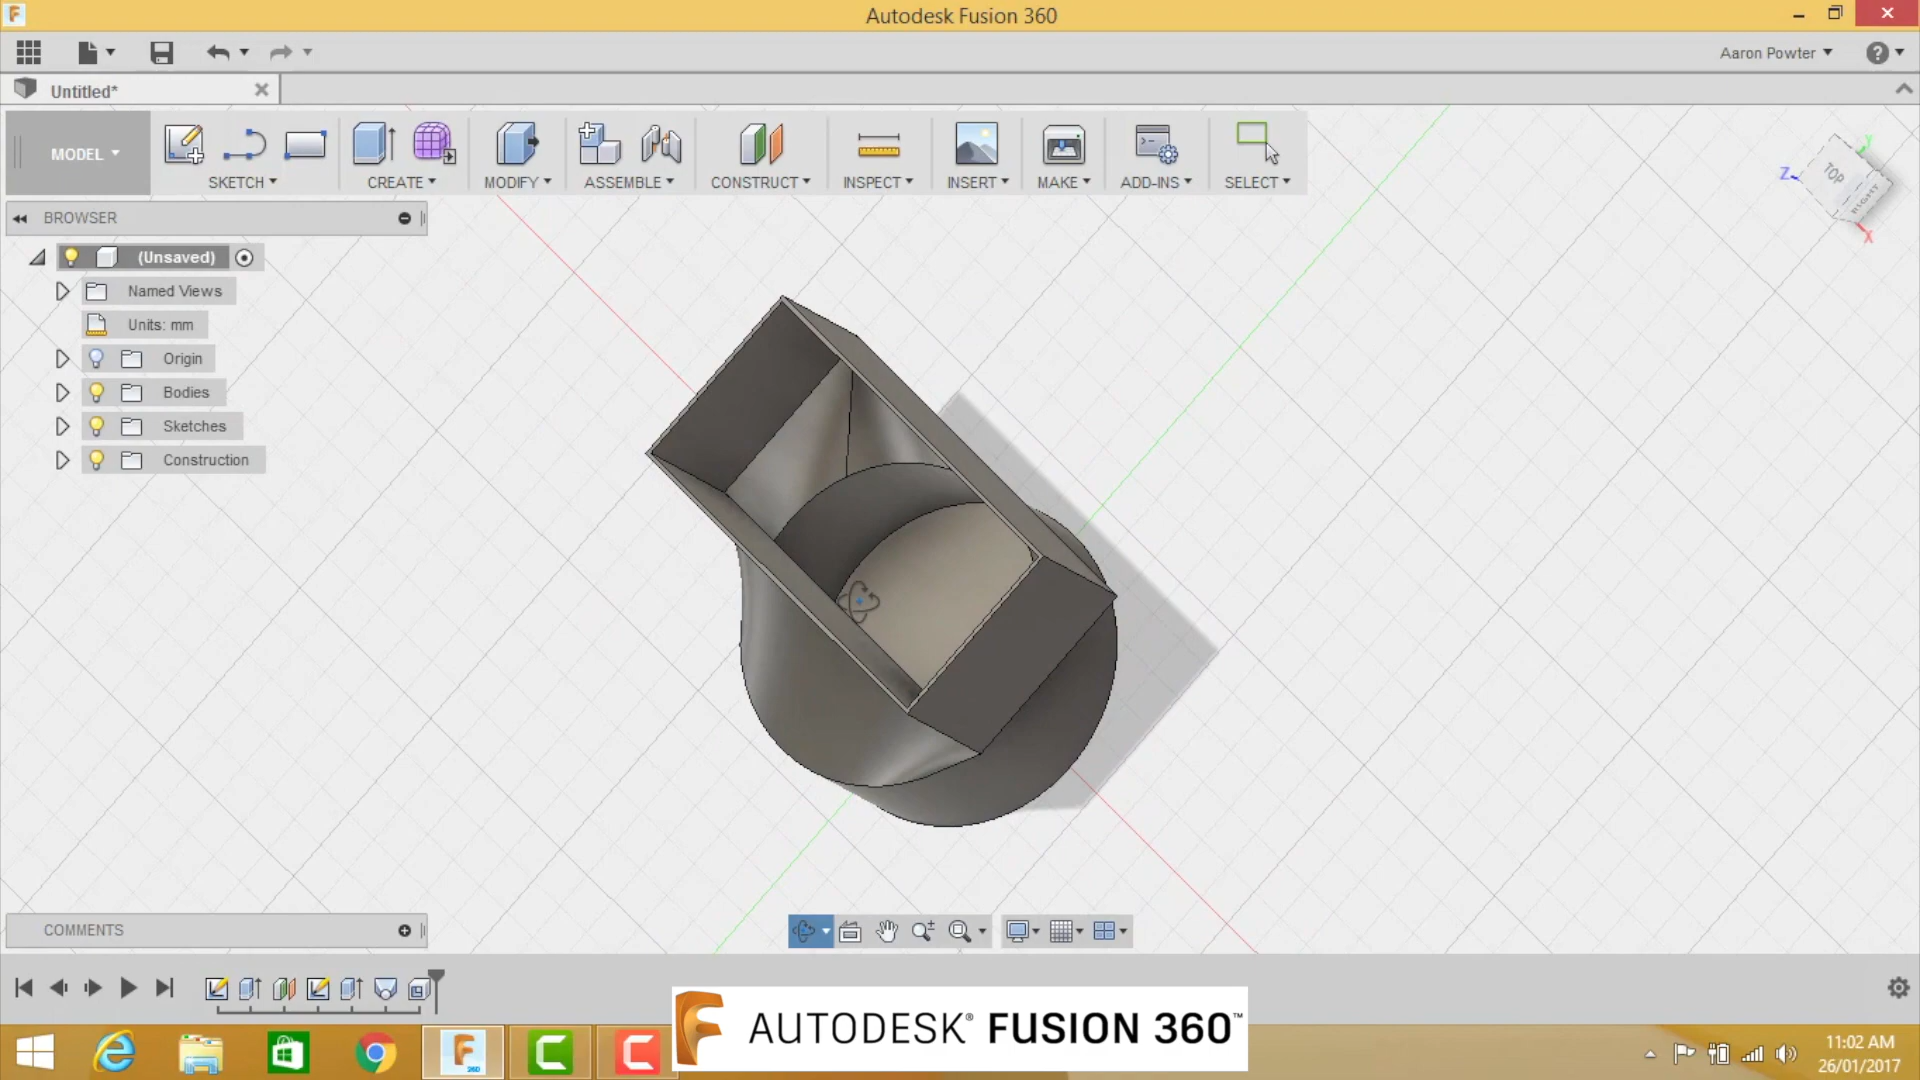 Autodesk Fusion 360
Aaron Powter
Untitled*
MODEL
SKETCH
CREATE
MODIFY
ASSEMBLE
CONSTRUCT
INSPECT
INSERT
MAKE
ADD-INS
SELECT
Y
Z
TOP
RIGHT
X
BROWSER
(Unsaved)
Named Views
Units: mm
Origin
Bodies
Sketches
Construction
COMMENTS
360
AUTODESK® FUSION 360™
11:02 AM
26/01/2017